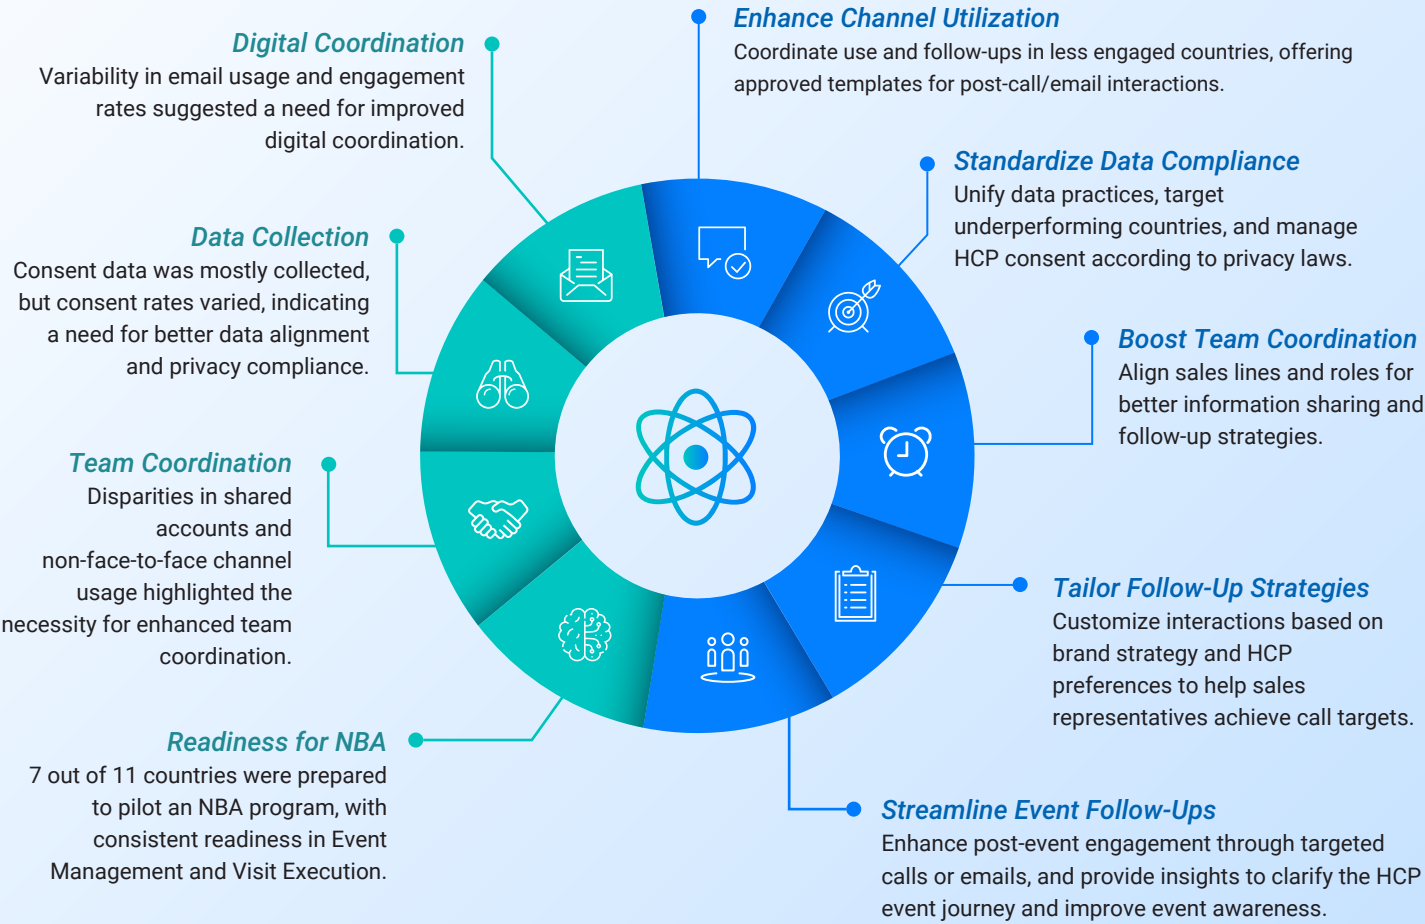 Digital Coordination
Variability in email usage and engagement
rates suggested a need for improved
digital coordination.
Data Collection
Consent data was mostly collected,
but consent rates varied, indicating
a need for better data alignment
and privacy compliance.
Team Coordination
Disparities in shared
accounts and
non-face-to-face channel
usage highlighted the
necessity for enhanced team
coordination.
Readiness for NBA
7 out of 11 countries were prepared
to pilot an NBA program, with
consistent readiness in Event
Management and Visit Execution.
Enhance Channel Utilization
Coordinate use and follow-ups in less engaged countries, offering
approved templates for post-call/email interactions.
Standardize Data Compliance
Unify data practices, target
underperforming countries, and manage
HCP consent according to privacy laws.
Boost Team Coordination
Align sales lines and roles for
better information sharing and
follow-up strategies.
Tailor Follow-Up Strategies
Customize interactions based on
brand strategy and HCP
preferences to help sales
representatives achieve call targets.
Streamline Event Follow-Ups
Enhance post-event engagement through targeted
calls or emails, and provide insights to clarify the HCP
event journey and improve event awareness.